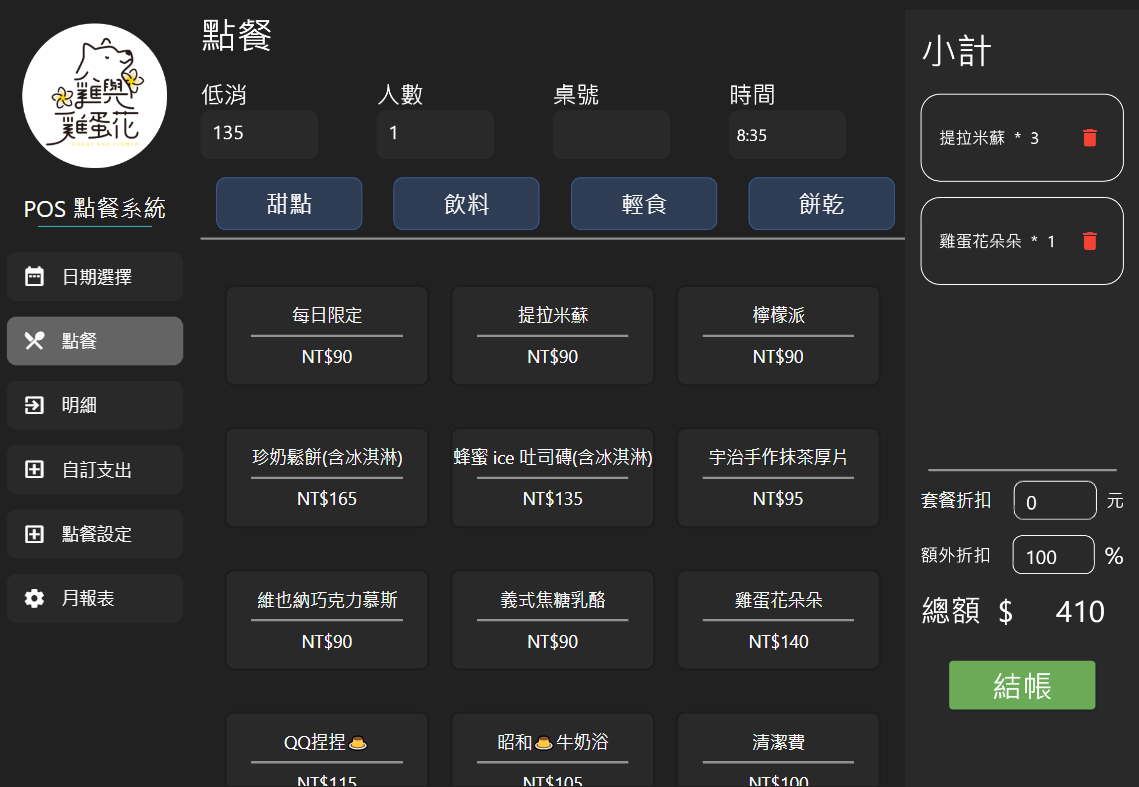 雞與
雞蛋花
POS 點餐系統
日期選擇
點餐
明細
自訂支出
點餐設定
月報表
點餐
低消
人數
桌號
時間
135
1
8:35
甜點
飲料
輕食
餅乾
每日限定
NT$90
提拉米蘇
NT$90
檸檬派
NT$90
珍奶鬆餅(含冰淇淋)
NT$165
蜂蜜 ice 吐司磚(含冰淇淋)
NT$135
宇治手作抹茶厚片
NT$95
維也納巧克力慕斯
NT$90
義式焦糖乳酪
NT$90
雞蛋花朵朵
NT$140
QQ捏捏🍮
NT$115
昭和🍮牛奶浴
NT$105
清潔費
NT$100
小計
提拉米蘇 * 3
雞蛋花朵朵 * 1
套餐折扣 0 元
額外折扣 100 %
總額 $ 410
結帳